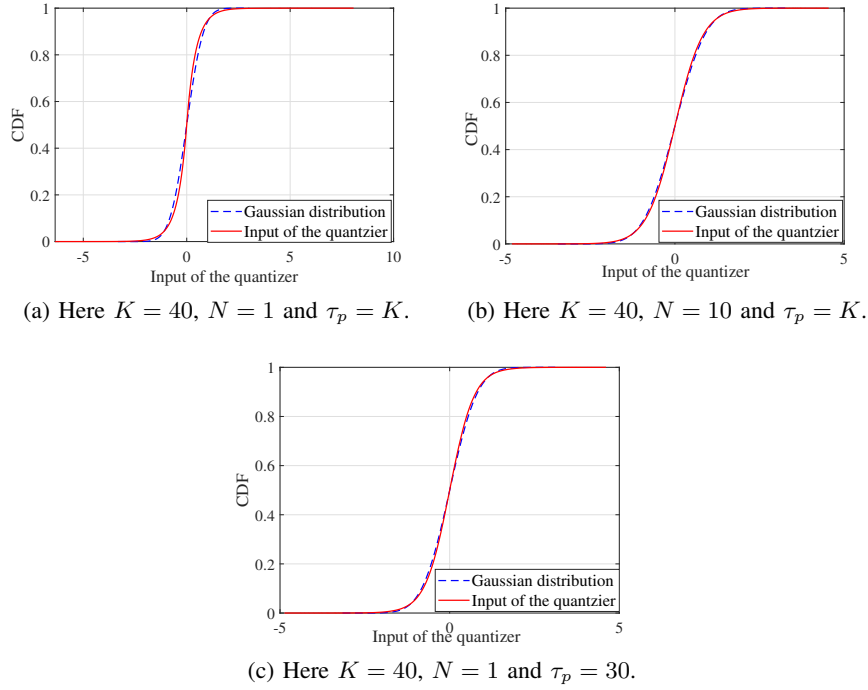 1
0.8
0.6
CDF
0.4
0.2
0
Gaussian distribution
Input of the quantzier
-5 0 5 10
Input of the quantizer
(a) Here K = 40, N = 1 and τp = K.
1
0.8
0.6
CDF
0.4
0.2
0
Gaussian distribution
Input of the quantzier
-5 0 5
Input of the quantizer
(b) Here K = 40, N = 10 and τp = K.
1
0.8
0.6
CDF
0.4
0.2
0
Gaussian distribution
Input of the quantzier
-5 0 5
Input of the quantizer
(c) Here K = 40, N = 1 and τp = 30.